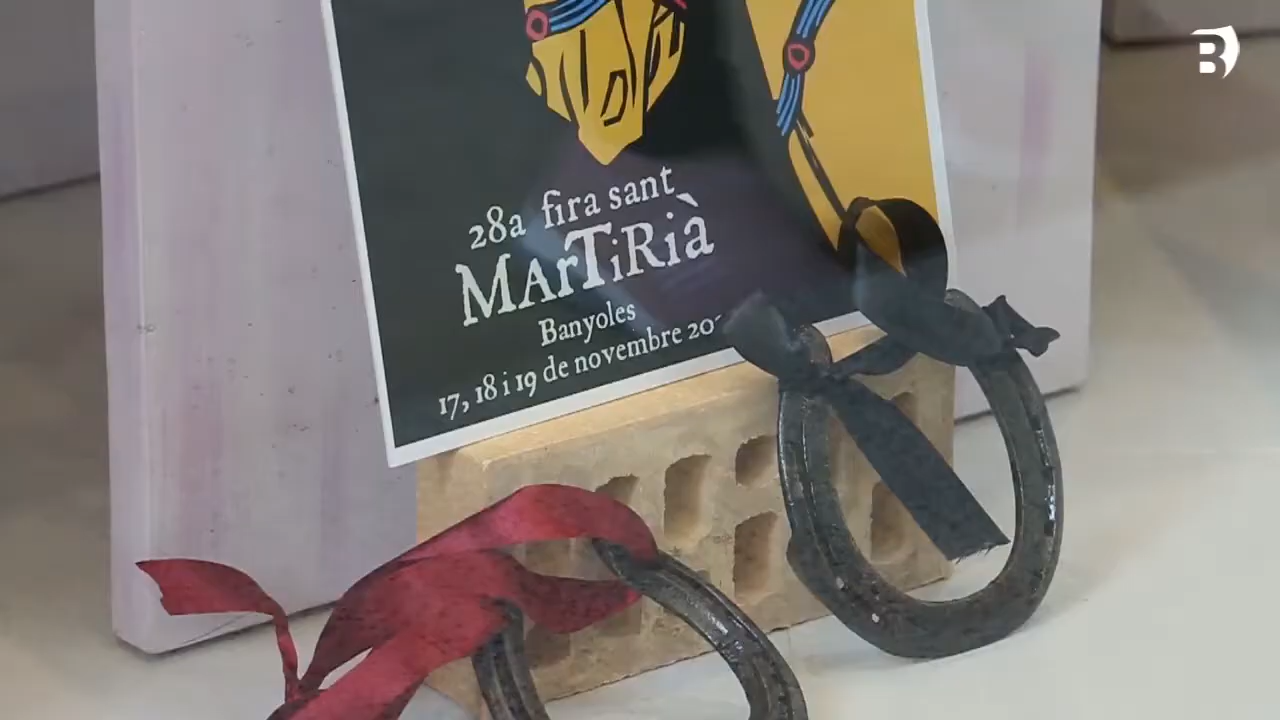 B
28a fira sant
MArTiRià
Banyoles
17, 18 i 19 de novembre